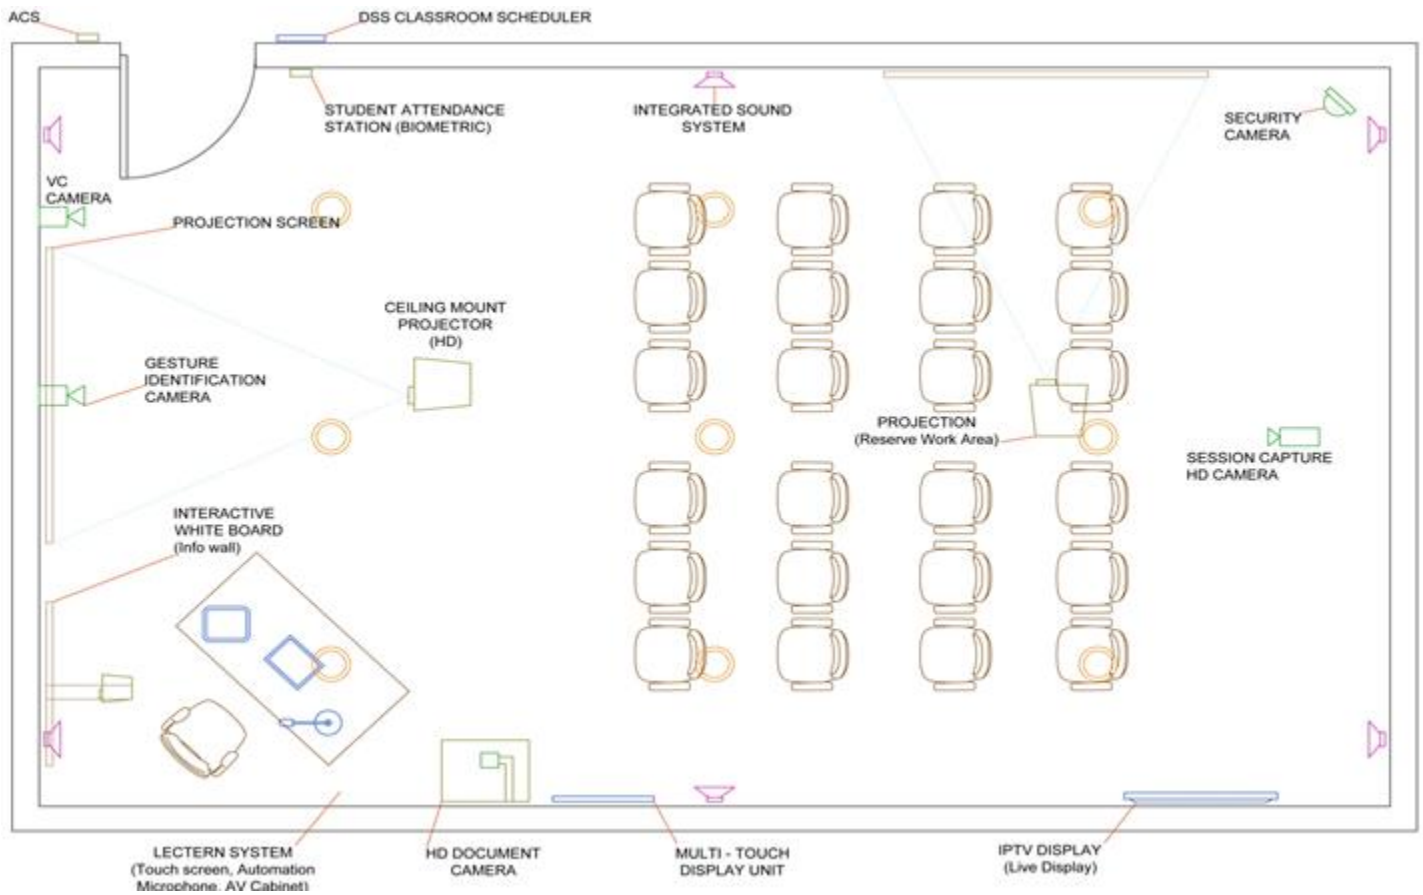 ACS
DSS CLASSROOM SCHEDULER
STUDENT ATTENDANCE
STATION (BIOMETRIC)
INTEGRATED SOUND
SYSTEM
SECURITY
CAMERA
VC
CAMERA
PROJECTION SCREEN
CEILING MOUNT
PROJECTOR
(HD)
GESTURE
IDENTIFICATION
CAMERA
PROJECTION
(Reserve Work Area)
SESSION CAPTURE
HD CAMERA
INTERACTIVE
WHITE BOARD
(Info wall)
LECTERN SYSTEM
(Touch screen, Automation
Microphone, AV Cabinet)
HD DOCUMENT
CAMERA
MULTI - TOUCH
DISPLAY UNIT
IPTV DISPLAY
(Live Display)